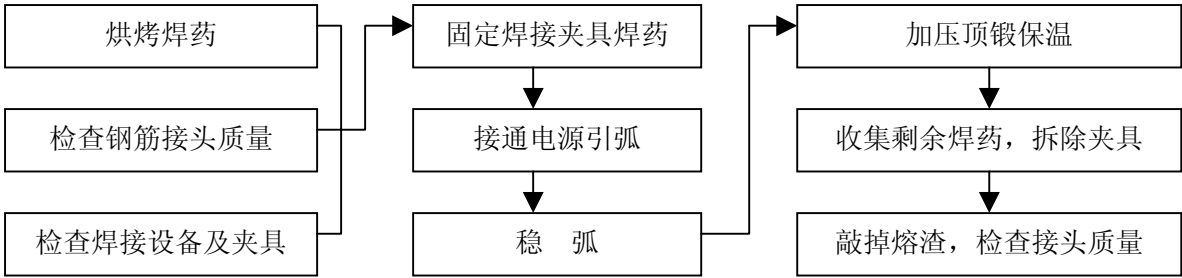 烘烤焊药
检查钢筋接头质量
检查焊接设备及夹具
固定焊接夹具焊药
接通电源引弧
稳 弧
加压顶锻保温
收集剩余焊药，拆除夹具
敲掉熔渣，检查接头质量